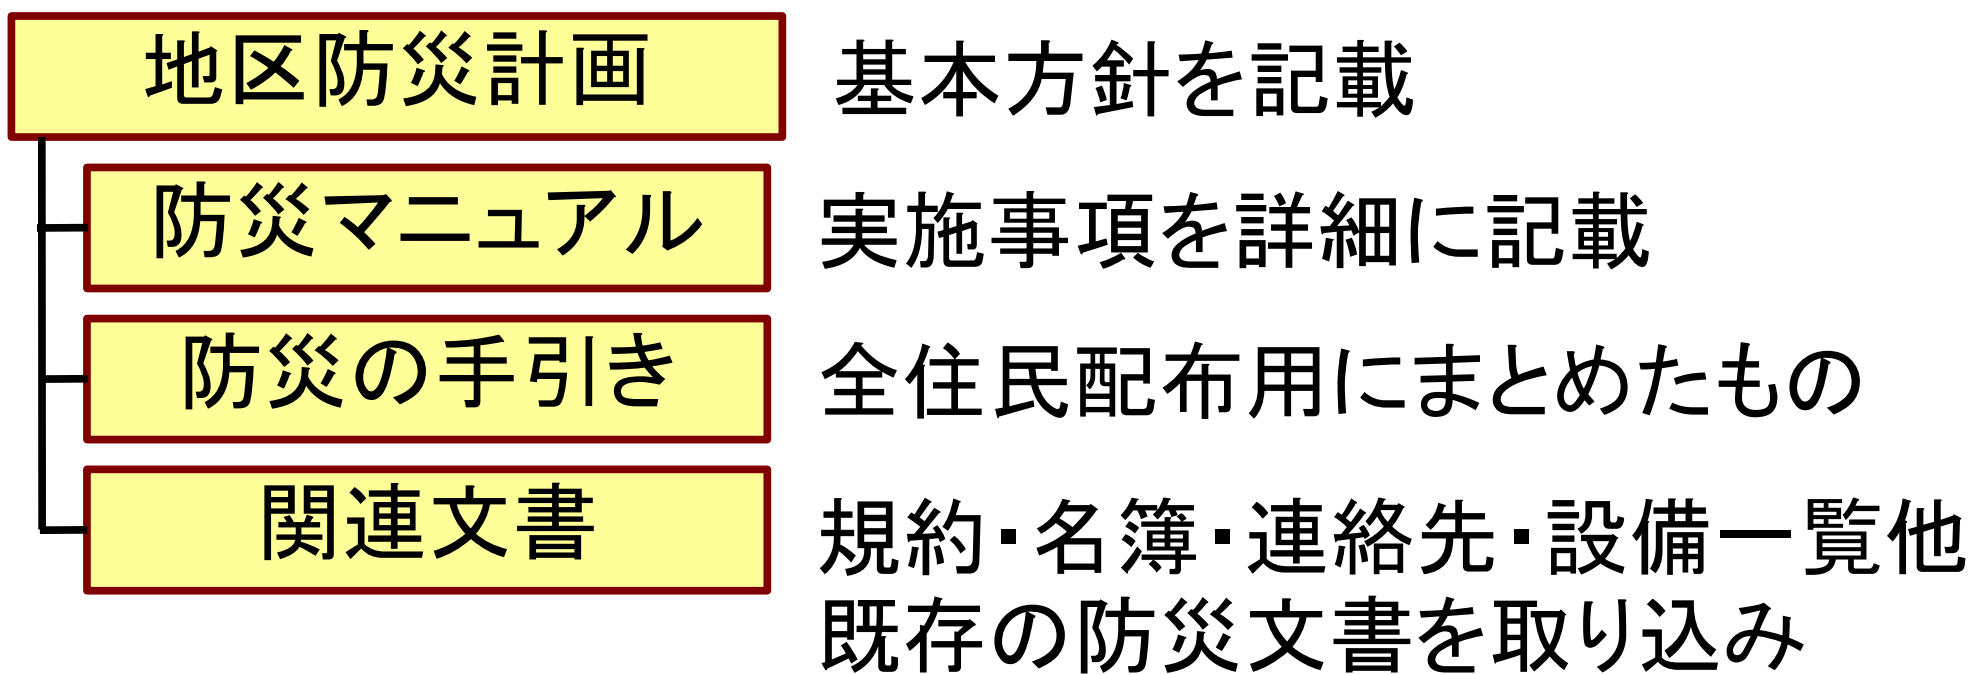 地区防災計画 基本方針を記載
防災マニュアル 実施事項を詳細に記載
防災の手引き 全住民配布用にまとめたもの
関連文書 規約・名簿・連絡先・設備一覧他
既存の防災文書を取り込み